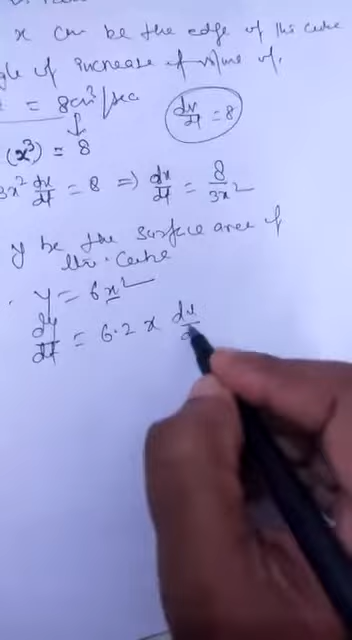 x can be the edge of the cube
of increase of volume of.
= 8cm³/sec
dv/dt = 8
(x³) = 8
3x² dx/dt = 8 => dx/dt = 8/3x²
y be the surface area of
the cube
y = 6x²
dy/dt = 6.2 x dx